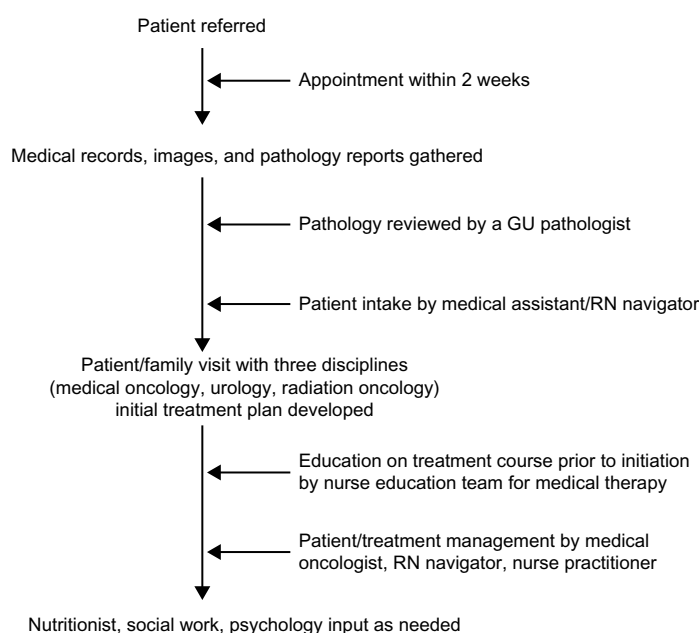 Patient referred
Appointment within 2 weeks
Medical records, images, and pathology reports gathered
Pathology reviewed by a GU pathologist
Patient intake by medical assistant/RN navigator
Patient/family visit with three disciplines
(medical oncology, urology, radiation oncology)
initial treatment plan developed
Education on treatment course prior to initiation
by nurse education team for medical therapy
Patient/treatment management by medical
oncologist, RN navigator, nurse practitioner
Nutritionist, social work, psychology input as needed